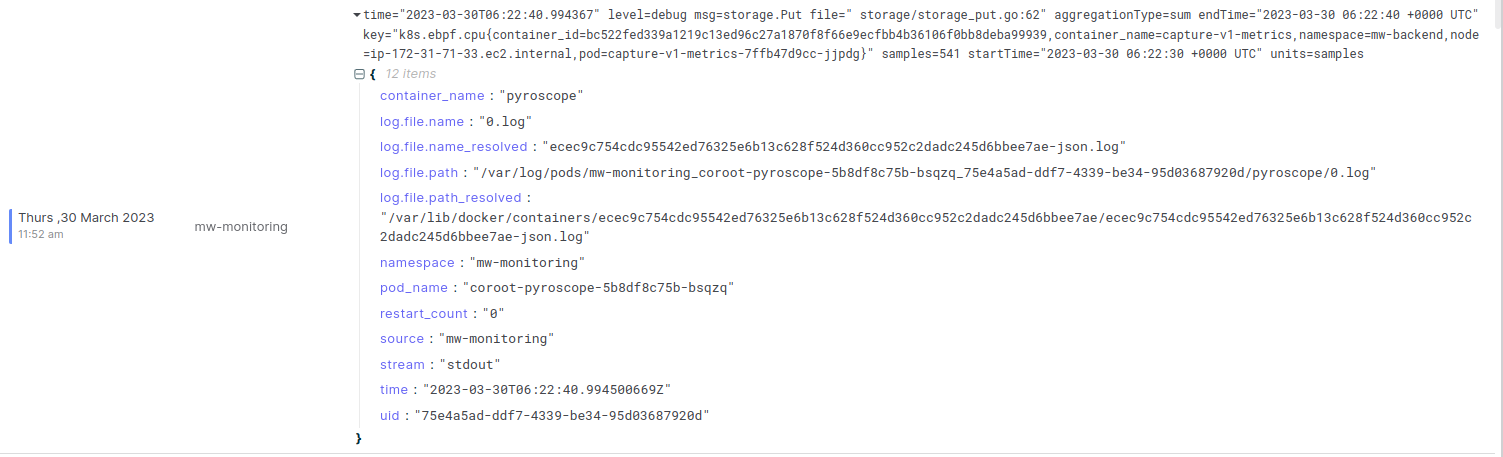 time="2023-03-30T06:22:40.994367" level=debug msg=storage.Put file=" storage/storage_put.go:62" aggregationType=sum endTime="2023-03-30 06:22:40 +0000 UTC"
key="k8s.ebpf.cpu{container_id=bc522fed339a1219c13ed96c27a1870f8f66e9ecfbb4b36106f0bb8deba99939,container_name=capture-v1-metrics,namespace=mw-backend,node
=ip-172-31-71-33.ec2.internal,pod=capture-v1-metrics-7ffb47d9cc-jjpdg}" samples=541 startTime="2023-03-30 06:22:30 +0000 UTC" units=samples
{ 12 Items
container_name : "pyroscope"
log.file.name : "0.log"
log.file.name_resolved : "ecec9c754cdc95542ed76325e6b13c628f524d360cc952c2dadc245d6bbee7ae-json.log"
log.file.path : "/var/log/pods/mw-monitoring_coroot-pyroscope-5b8df8c75b-bsqzq_75e4a5ad-ddf7-4339-be34-95d03687920d/pyroscope/0.log"
log.file.path_resolved :
"/var/lib/docker/containers/ecec9c754cdc95542ed76325e6b13c628f524d360cc952c2dadc245d6bbee7ae/ecec9c754cdc95542ed76325e6b13c628f524d360cc952c
2dadc245d6bbee7ae-json.log"
Thurs ,30 March 2023
11:52 am
mw-monitoring
namespace : "mw-monitoring"
pod_name : "coroot-pyroscope-5b8df8c75b-bsqzq"
restart_count : "0"
source : "mw-monitoring"
stream : "stdout"
time : "2023-03-30T06:22:40.994500669Z"
uid : "75e4a5ad-ddf7-4339-be34-95d03687920d"
}